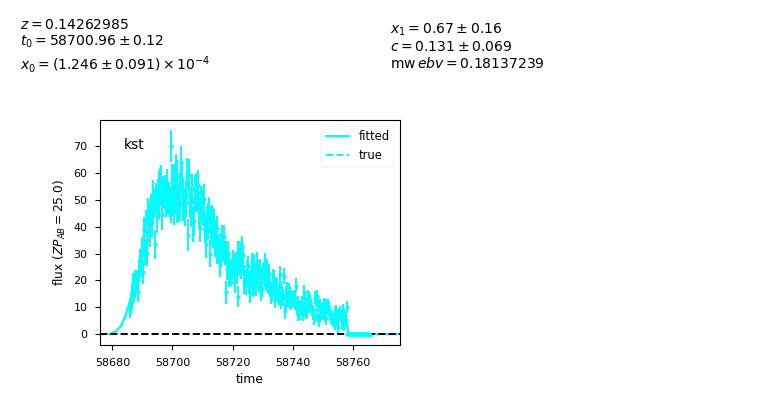 z = 0.14262985
t₀ = 58700.96 ± 0.12
x₀ = (1.246 ± 0.091) × 10⁻⁴
x₁ = 0.67 ± 0.16
c = 0.131 ± 0.069
mw ebv = 0.18137239
kst
fitted
true
flux (ZP_AB = 25.0)
70
60
50
40
30
20
10
0
58680 58700 58720 58740 58760
time